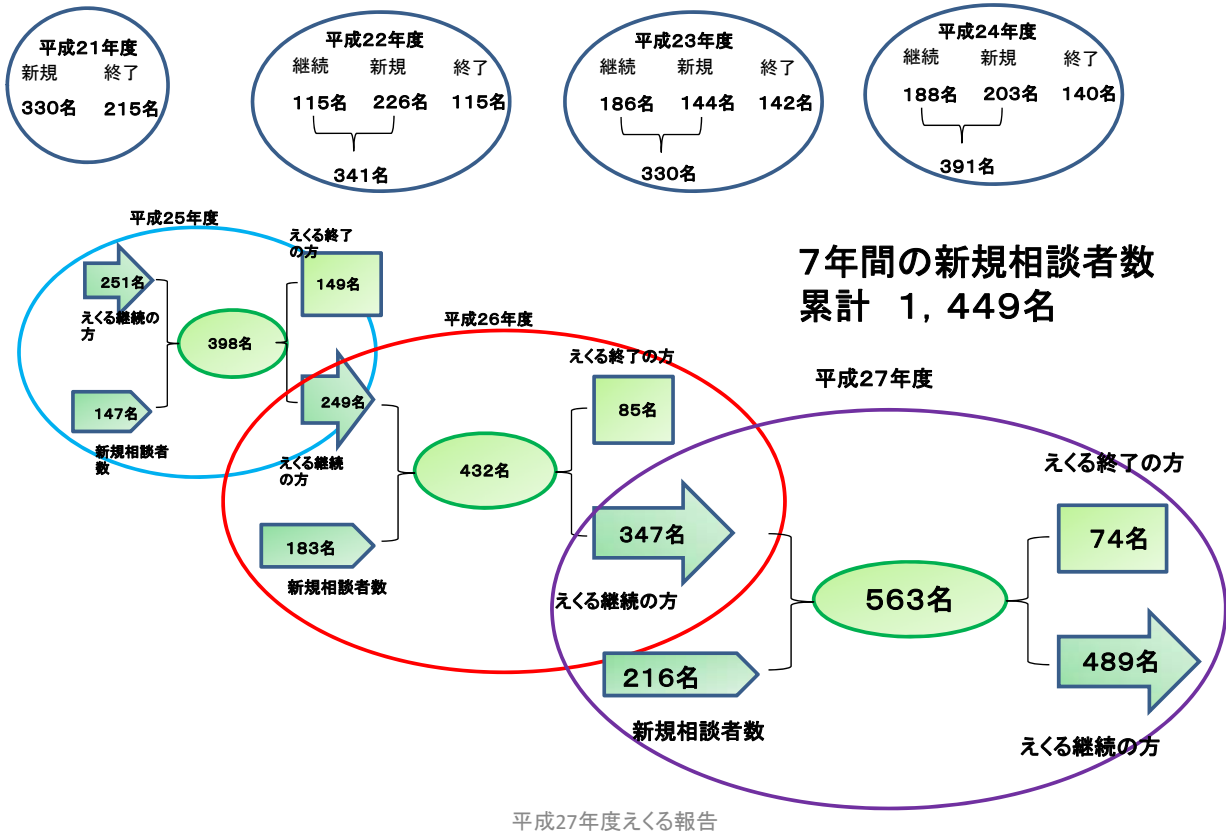 平成21年度
新規 終了
330名 215名
平成22年度
継続 新規 終了
115名 226名 115名
341名
平成23年度
継続 新規 終了
186名 144名 142名
330名
平成24年度
継続 新規 終了
188名 203名 140名
391名
平成25年度
251名
えくる継続の
方
147名
新規相談者
数
398名
えくる終了
の方
149名
249名
えくる継続
の方
7年間の新規相談者数
累計 1,449名
平成26年度
183名
新規相談者数
432名
えくる終了の方
85名
347名
えくる継続の方
平成27年度
216名
新規相談者数
563名
えくる終了の方
74名
489名
えくる継続の方
平成27年度えくる報告